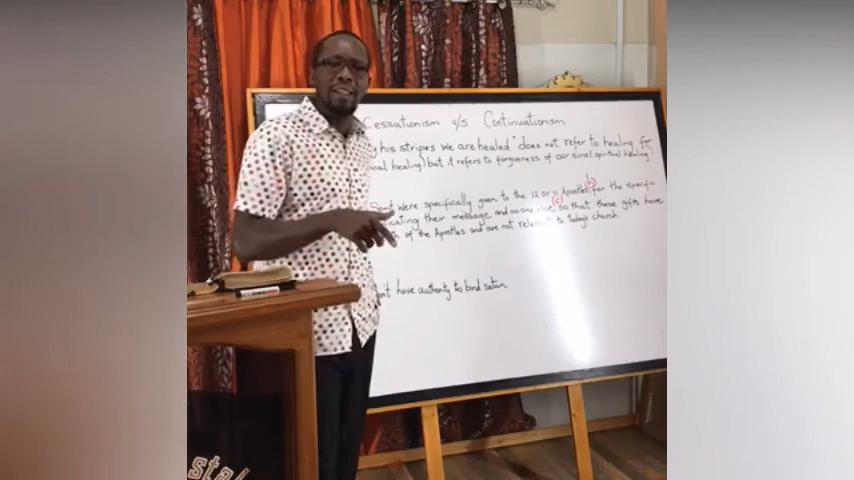 Cessationism v/s Continuationism
y his stripes we are healed" does not refer to healing for
ical healing) but it refers to forgiveness of our sins (spiritual healing)
(b)
were specifically given to the 12 or Apostles for the specific
(c)
icating their message and no one else, so that these gifts have
of the Apostles and are not relevant to today's church
n't have authority to bind satan
sta